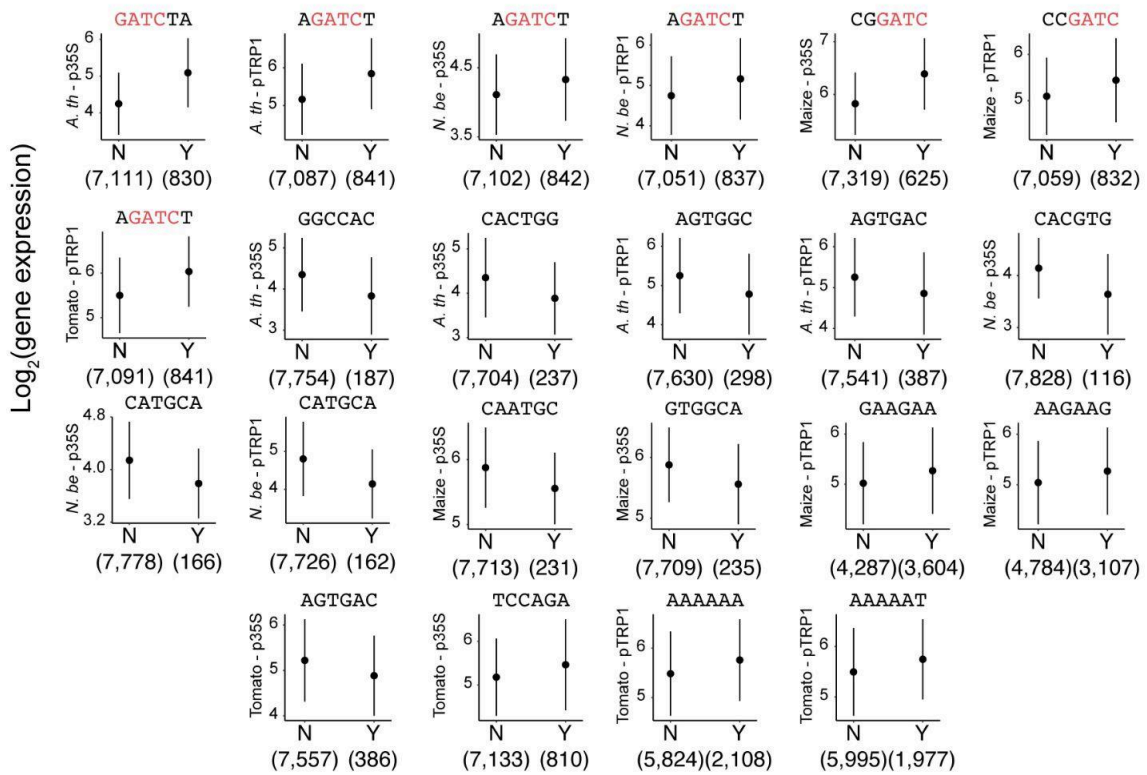 Log₂(gene expression)
GATCTA AGATCT AGATCT AGATCT CGGATC CCGATC
A. th - p35S 6 5 4 N Y (7,111) (830)
A. th - pTRP1 6 5 N Y (7,087) (841)
N. be - p35S 4.5 3.5 N Y (7,102) (842)
N. be - pTRP1 6 5 4 N Y (7,051) (837)
Maize - p35S 7 6 N Y (7,319) (625)
Maize - pTRP1 6 5 N Y (7,059) (832)
AGATCT GGCCAC CACTGG AGTGGC AGTGAC CACGTG
Tomato - pTRP1 6 5 N Y (7,091) (841)
A. th - p35S 5 4 3 N Y (7,754) (187)
A. th - p35S 5 4 3 N Y (7,704) (237)
A. th - pTRP1 6 5 4 N Y (7,630) (298)
A. th - pTRP1 6 5 4 N Y (7,541) (387)
N. be - p35S 4 3 N Y (7,828) (116)
CATGCA CATGCA CAATGC GTGGCA GAAGAA AAGAAG
N. be - p35S 4.8 4.0 3.2 N Y (7,778) (166)
N. be - pTRP1 5 4 N Y (7,726) (162)
Maize - p35S 6 5 N Y (7,713) (231)
Maize - p35S 6 5 N Y (7,709) (235)
Maize - pTRP1 6 5 N Y (4,287)(3,604)
Maize - pTRP1 6 5 N Y (4,784)(3,107)
AGTGAC TCCAGA AAAAAA AAAAAT
Tomato - p35S 6 5 4 N Y (7,557) (386)
Tomato - p35S 6 5 N Y (7,133) (810)
Tomato - pTRP1 6 5 N Y (5,824)(2,108)
Tomato - pTRP1 6 5 N Y (5,995)(1,977)